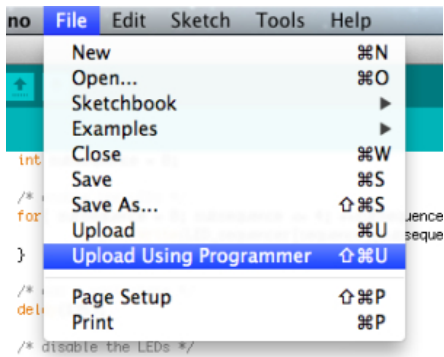 no File Edit Sketch Tools Help
New ⌘N
Open... ⌘O
Sketchbook ▶
Examples ▶
Close ⌘W
int
Save ⌘S
/*
Save As... ⇧⌘S
for uence
Upload ⌘U
seque
}
Upload Using Programmer ⇧⌘U
/*
Page Setup ⇧⌘P
del
Print ⌘P
/* disable the LEDs */